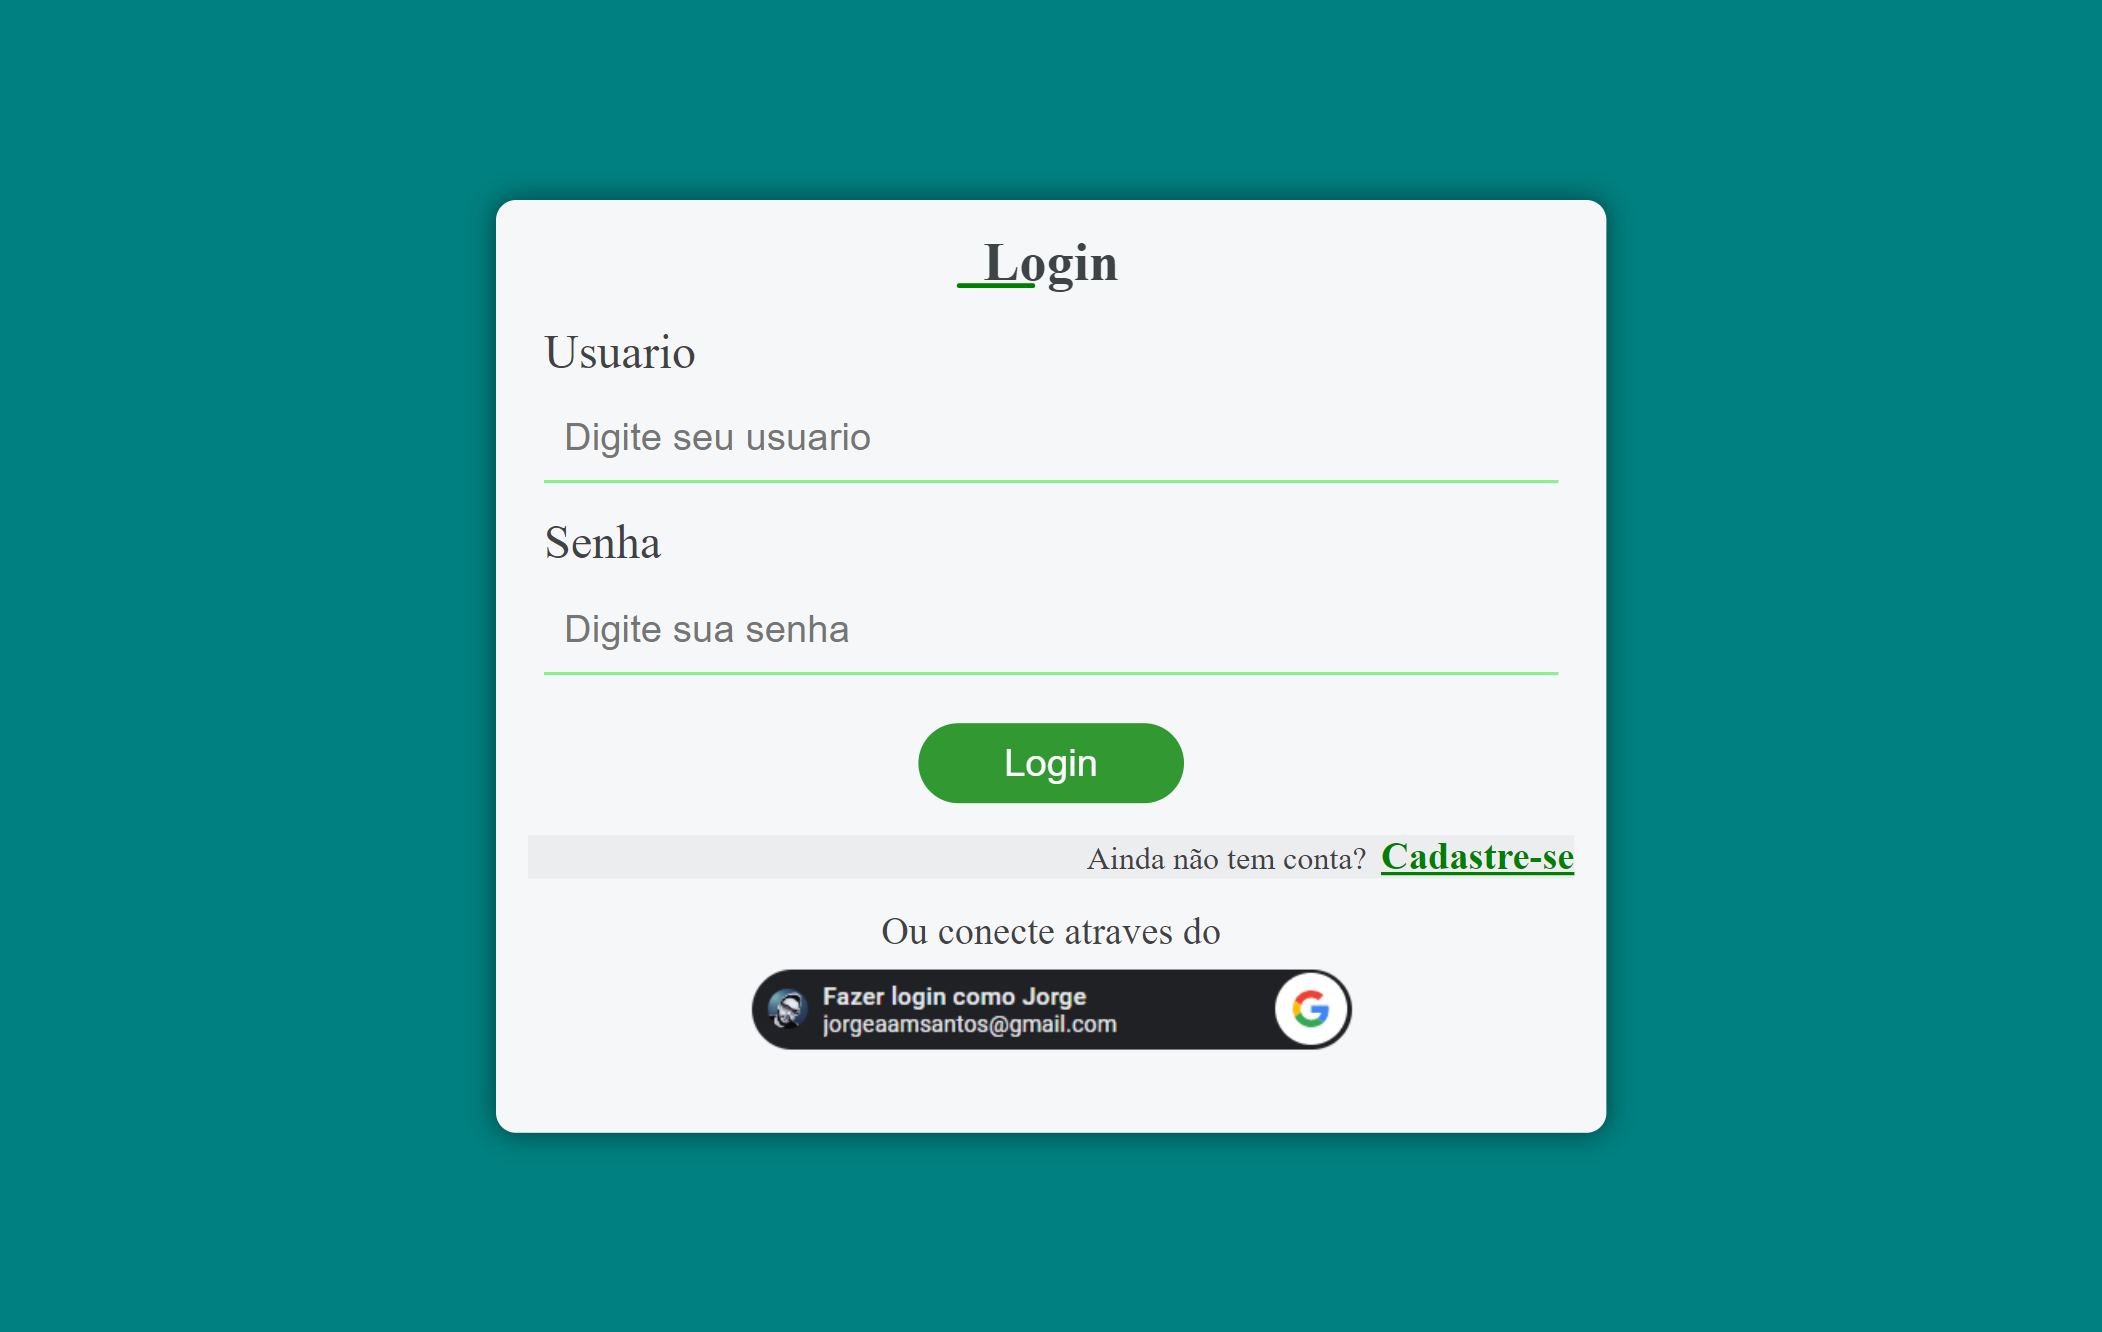 Login
Usuario
Digite seu usuario
Senha
Digite sua senha
Login
Ainda não tem conta? Cadastre-se
Ou conecte atraves do
Fazer login como Jorge
jorgeaamsantos@gmail.com